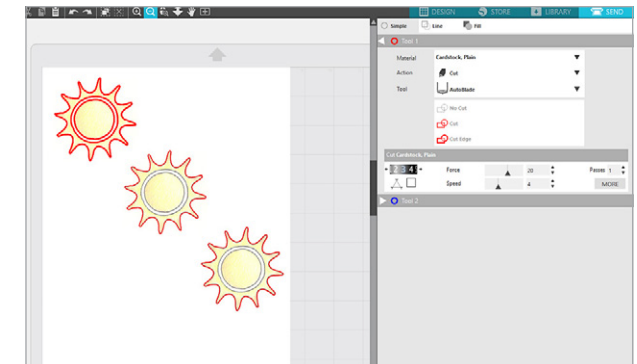 DESIGN STORE LIBRARY SEND
Simple Line Fill
Tool 1
Material Cardstock, Plain
Action Cut
Tool AutoBlade
No Cut
Cut
Cut Edge
Cut Cardstock, Plain
Force 20 Passes 1
Speed 4 MORE
Tool 2